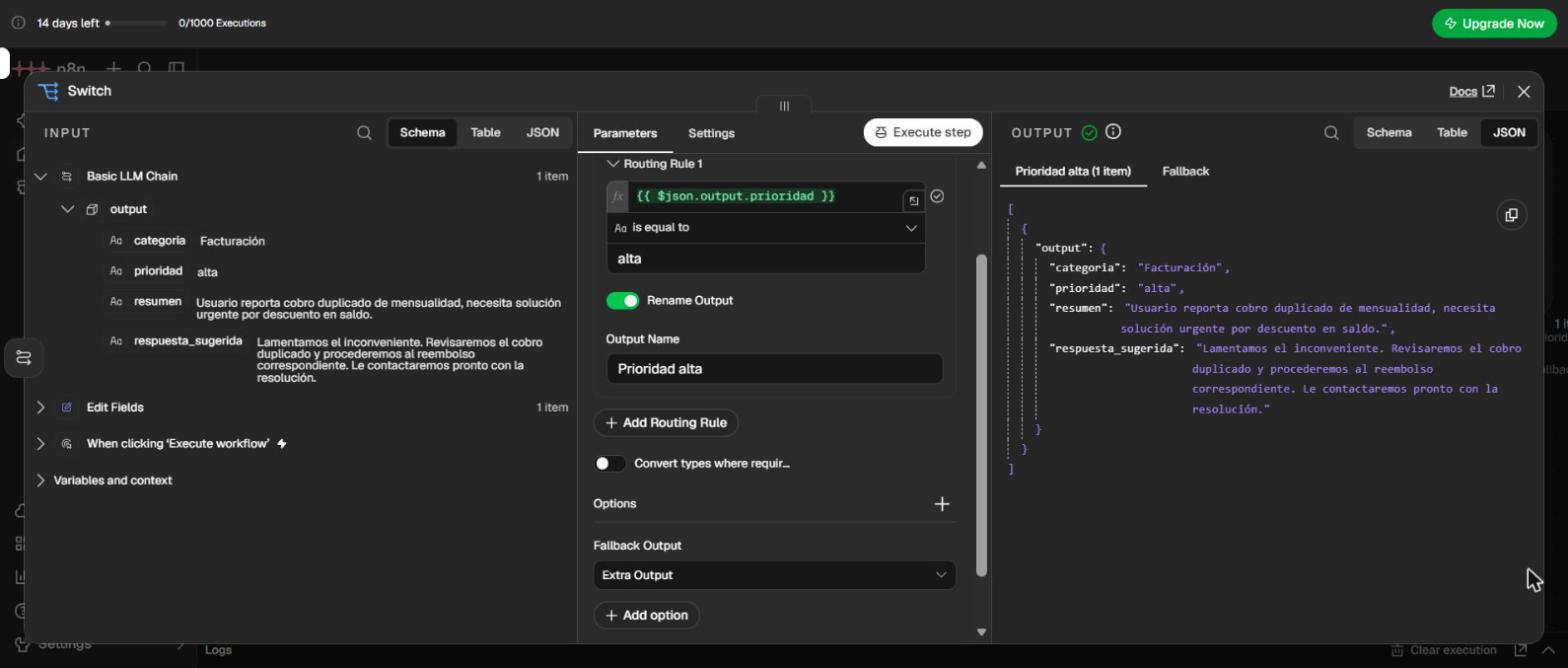 14 days left
0/1000 Executions
Upgrade Now
n8n
Switch
Docs
INPUT
Schema
Table
JSON
Basic LLM Chain
1 item
output
categoria
Facturación
prioridad
alta
resumen
Usuario reporta cobro duplicado de mensualidad, necesita solución
urgente por descuento en saldo.
respuesta_sugerida
Lamentamos el inconveniente. Revisaremos el cobro
duplicado y procederemos al reembolso
correspondiente. Le contactaremos pronto con la
resolución.
Edit Fields
1 item
When clicking ‘Execute workflow’
Variables and context
Parameters
Settings
Execute step
Routing Rule 1
fx
{{ $json.output.prioridad }}
is equal to
alta
Rename Output
Output Name
Prioridad alta
Add Routing Rule
Convert types where requir...
Options
Fallback Output
Extra Output
Add option
OUTPUT
Schema
Table
JSON
Prioridad alta (1 item)
Fallback
[
{
"output": {
"categoria": "Facturación",
"prioridad": "alta",
"resumen": "Usuario reporta cobro duplicado de mensualidad, necesita
solución urgente por descuento en saldo.",
"respuesta_sugerida": "Lamentamos el inconveniente. Revisaremos el cobro
duplicado y procederemos al reembolso
correspondiente. Le contactaremos pronto con la
resolución."
}
}
]
Settings
Logs
Clear execution